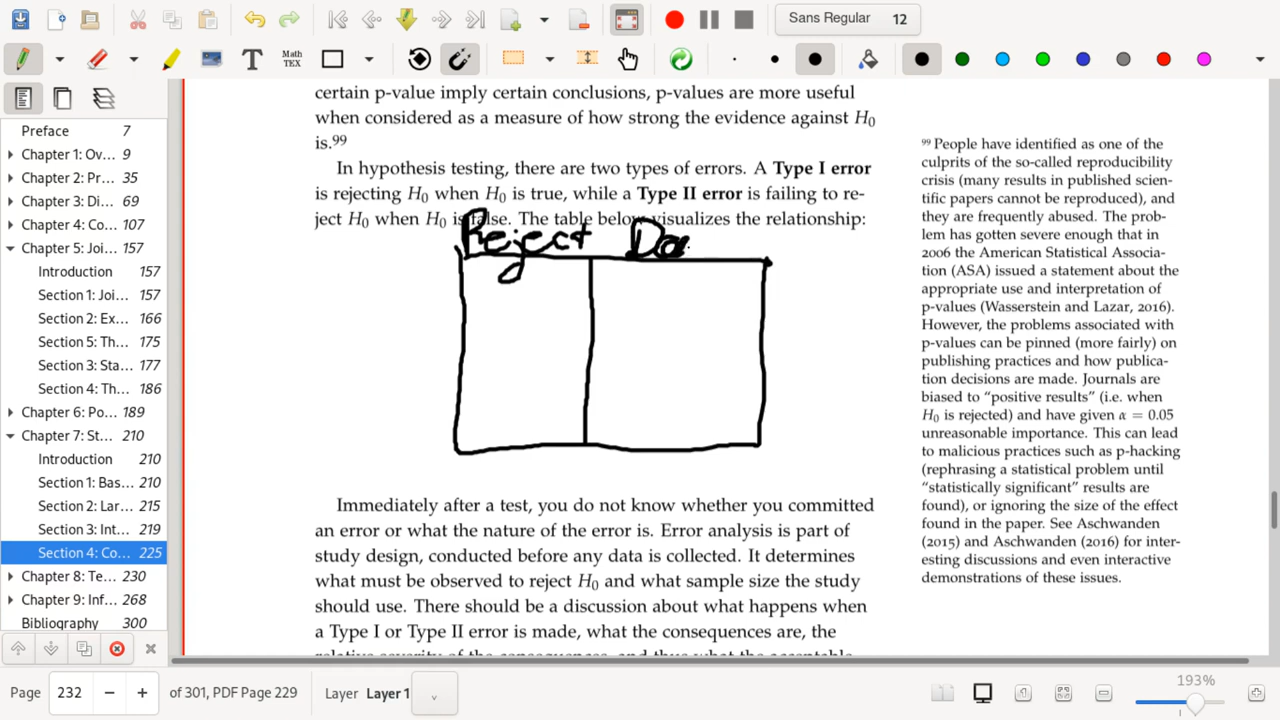 Sans Regular 12
Math
TEX
Preface 7
Chapter 1: Ov... 9
Chapter 2: Pr... 35
Chapter 3: Di... 69
Chapter 4: Co... 107
Chapter 5: Joi... 157
Introduction 157
Section 1: Joi... 157
Section 2: Ex... 166
Section 5: Th... 175
Section 3: Sta... 177
Section 4: Th... 186
Chapter 6: Po... 189
Chapter 7: St... 210
Introduction 210
Section 1: Bas... 210
Section 2: Lar... 215
Section 3: Int... 219
Section 4: Co... 225
Chapter 8: Te... 230
Chapter 9: Inf... 268
Bibliography 300
certain p-value imply certain conclusions, p-values are more useful
when considered as a measure of how strong the evidence against H₀
is.⁹⁹
In hypothesis testing, there are two types of errors. A Type I error
is rejecting H₀ when H₀ is true, while a Type II error is failing to re-
ject H₀ when H₀ is false. The table below visualizes the relationship:
Reject Do
Immediately after a test, you do not know whether you committed
an error or what the nature of the error is. Error analysis is part of
study design, conducted before any data is collected. It determines
what must be observed to reject H₀ and what sample size the study
should use. There should be a discussion about what happens when
a Type I or Type II error is made, what the consequences are, the
relative severity of the consequences, and thus what the acceptable
⁹⁹ People have identified as one of the
culprits of the so-called reproducibility
crisis (many results in published scien-
tific papers cannot be reproduced), and
they are frequently abused. The prob-
lem has gotten severe enough that in
2006 the American Statistical Associa-
tion (ASA) issued a statement about the
appropriate use and interpretation of
p-values (Wasserstein and Lazar, 2016).
However, the problems associated with
p-values can be pinned (more fairly) on
publishing practices and how publica-
tion decisions are made. Journals are
biased to “positive results” (i.e. when
H₀ is rejected) and have given α = 0.05
unreasonable importance. This can lead
to malicious practices such as p-hacking
(rephrasing a statistical problem until
“statistically significant” results are
found), or ignoring the size of the effect
found in the paper. See Aschwanden
(2015) and Aschwanden (2016) for inter-
esting discussions and even interactive
demonstrations of these issues.
Page 232 of 301, PDF Page 229 Layer Layer 1 193%